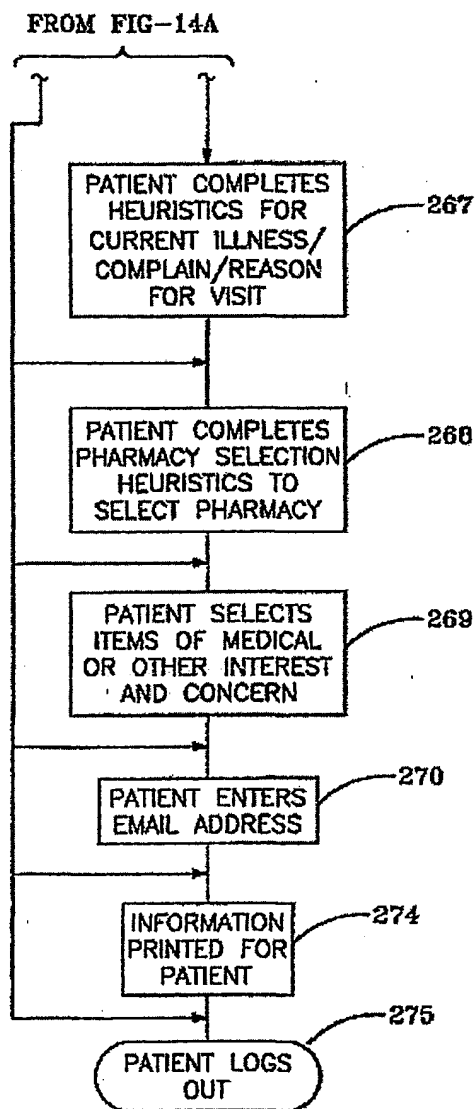 FROM FIG-14A
PATIENT COMPLETES
HEURISTICS FOR
CURRENT ILLNESS/
COMPLAIN/REASON
FOR VISIT
267
PATIENT COMPLETES
PHARMACY SELECTION
HEURISTICS TO
SELECT PHARMACY
268
PATIENT SELECTS
ITEMS OF MEDICAL
OR OTHER INTEREST
AND CONCERN
269
PATIENT ENTERS
EMAIL ADDRESS
270
INFORMATION
PRINTED FOR
PATIENT
274
PATIENT LOGS
OUT
275